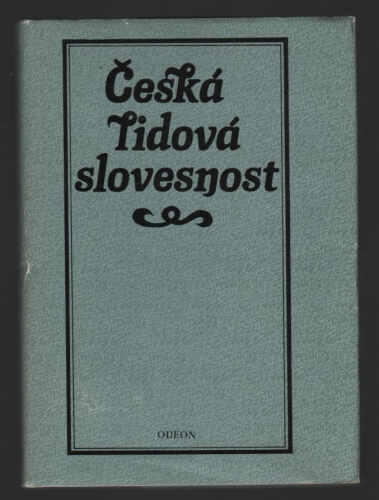 Česká
lidová
slovesnost
ODEON